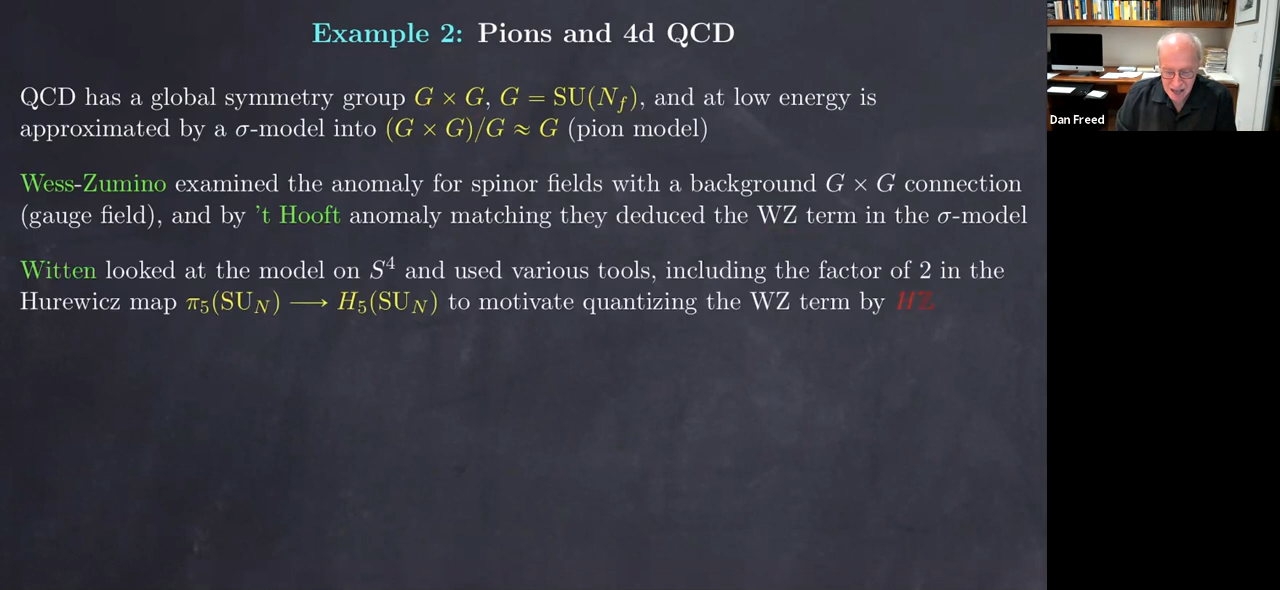 Example 2: Pions and 4d QCD
QCD has a global symmetry group G × G, G = SU(N_f), and at low energy is
approximated by a σ-model into (G × G)/G ≈ G (pion model)
Wess-Zumino examined the anomaly for spinor fields with a background G × G connection
(gauge field), and by 't Hooft anomaly matching they deduced the WZ term in the σ-model
Witten looked at the model on S⁴ and used various tools, including the factor of 2 in the
Hurewicz map π₅(SU_N) ⟶ H₅(SU_N) to motivate quantizing the WZ term by Hℤ
Dan Freed